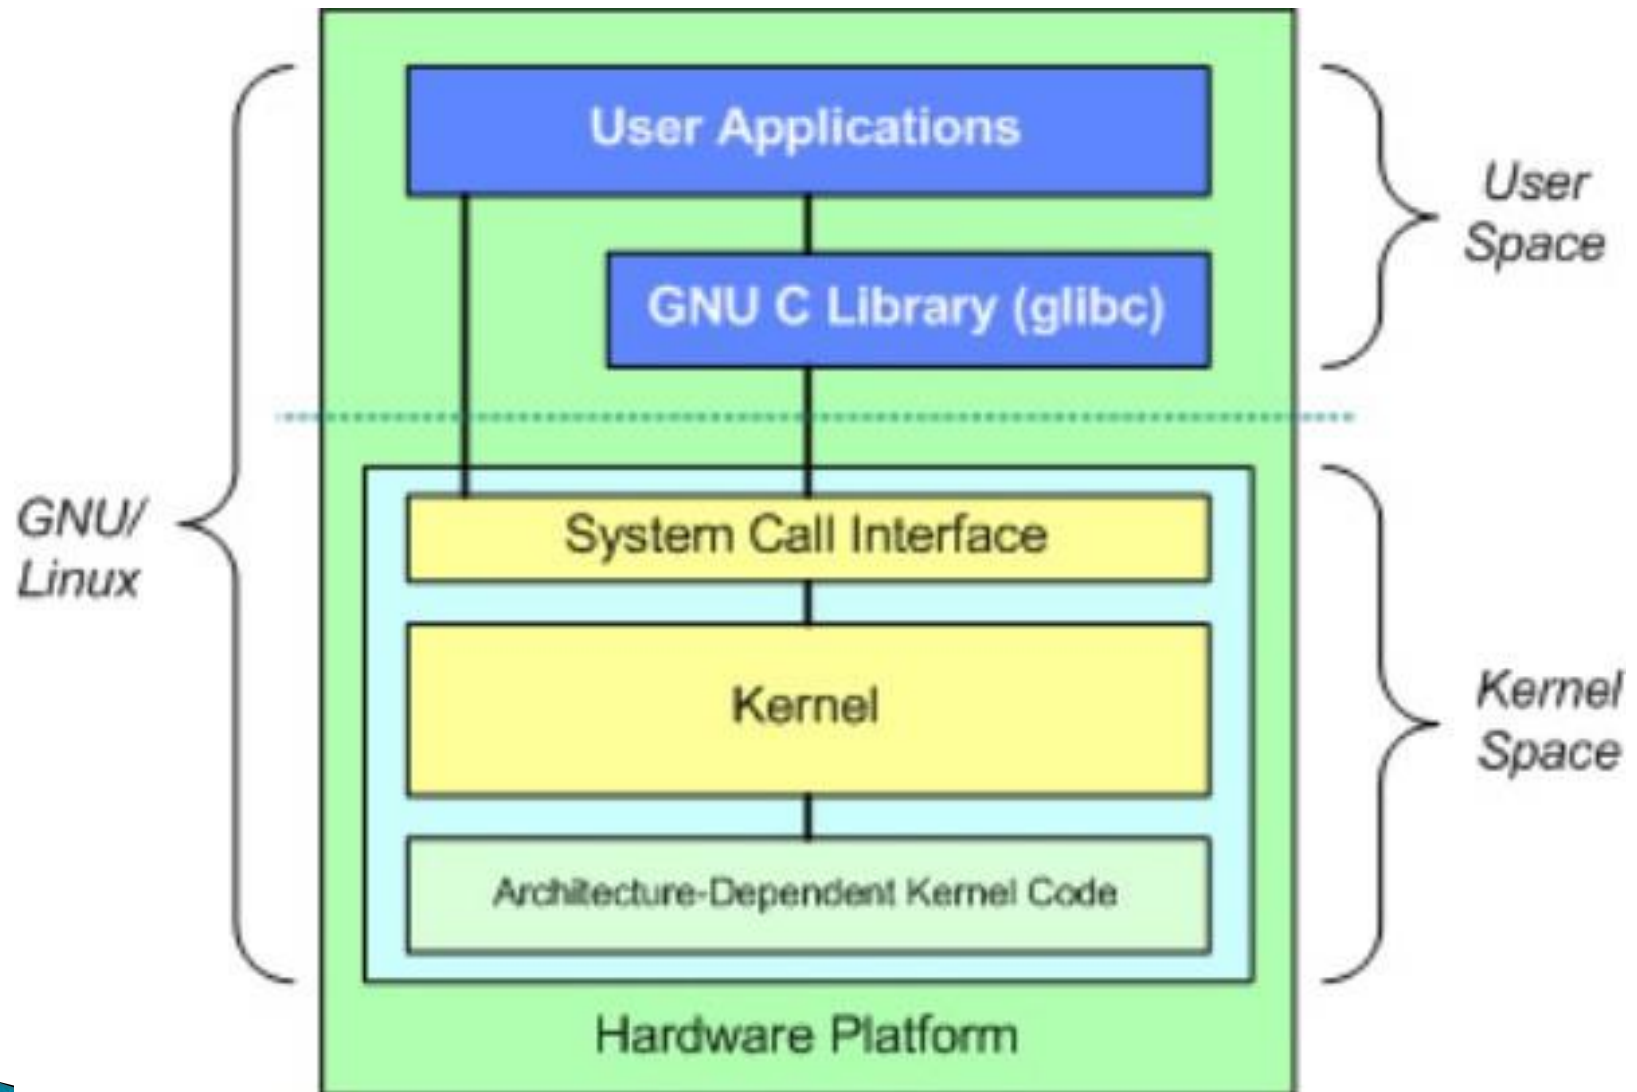 User Applications
User
Space
GNU C Library (glibc)
GNU/
Linux
System Call Interface
Kernel
Kernel
Space
Architecture-Dependent Kernel Code
Hardware Platform